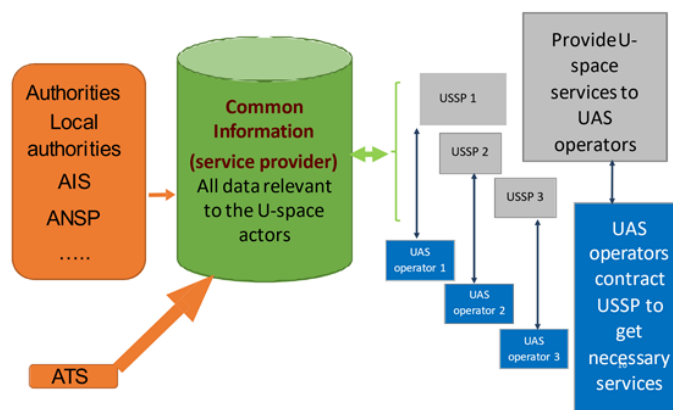 Authorities
Local
authorities
AIS
ANSP
…..
ATS
Common
Information
(service provider)
All data relevant
to the U-space
actors
USSP 1
USSP 2
USSP 3
UAS
operator 1
UAS
operator 2
UAS
operator 3
Provide U-
space
services to
UAS
operators
UAS
operators
contract
USSP to
get
necessary
services